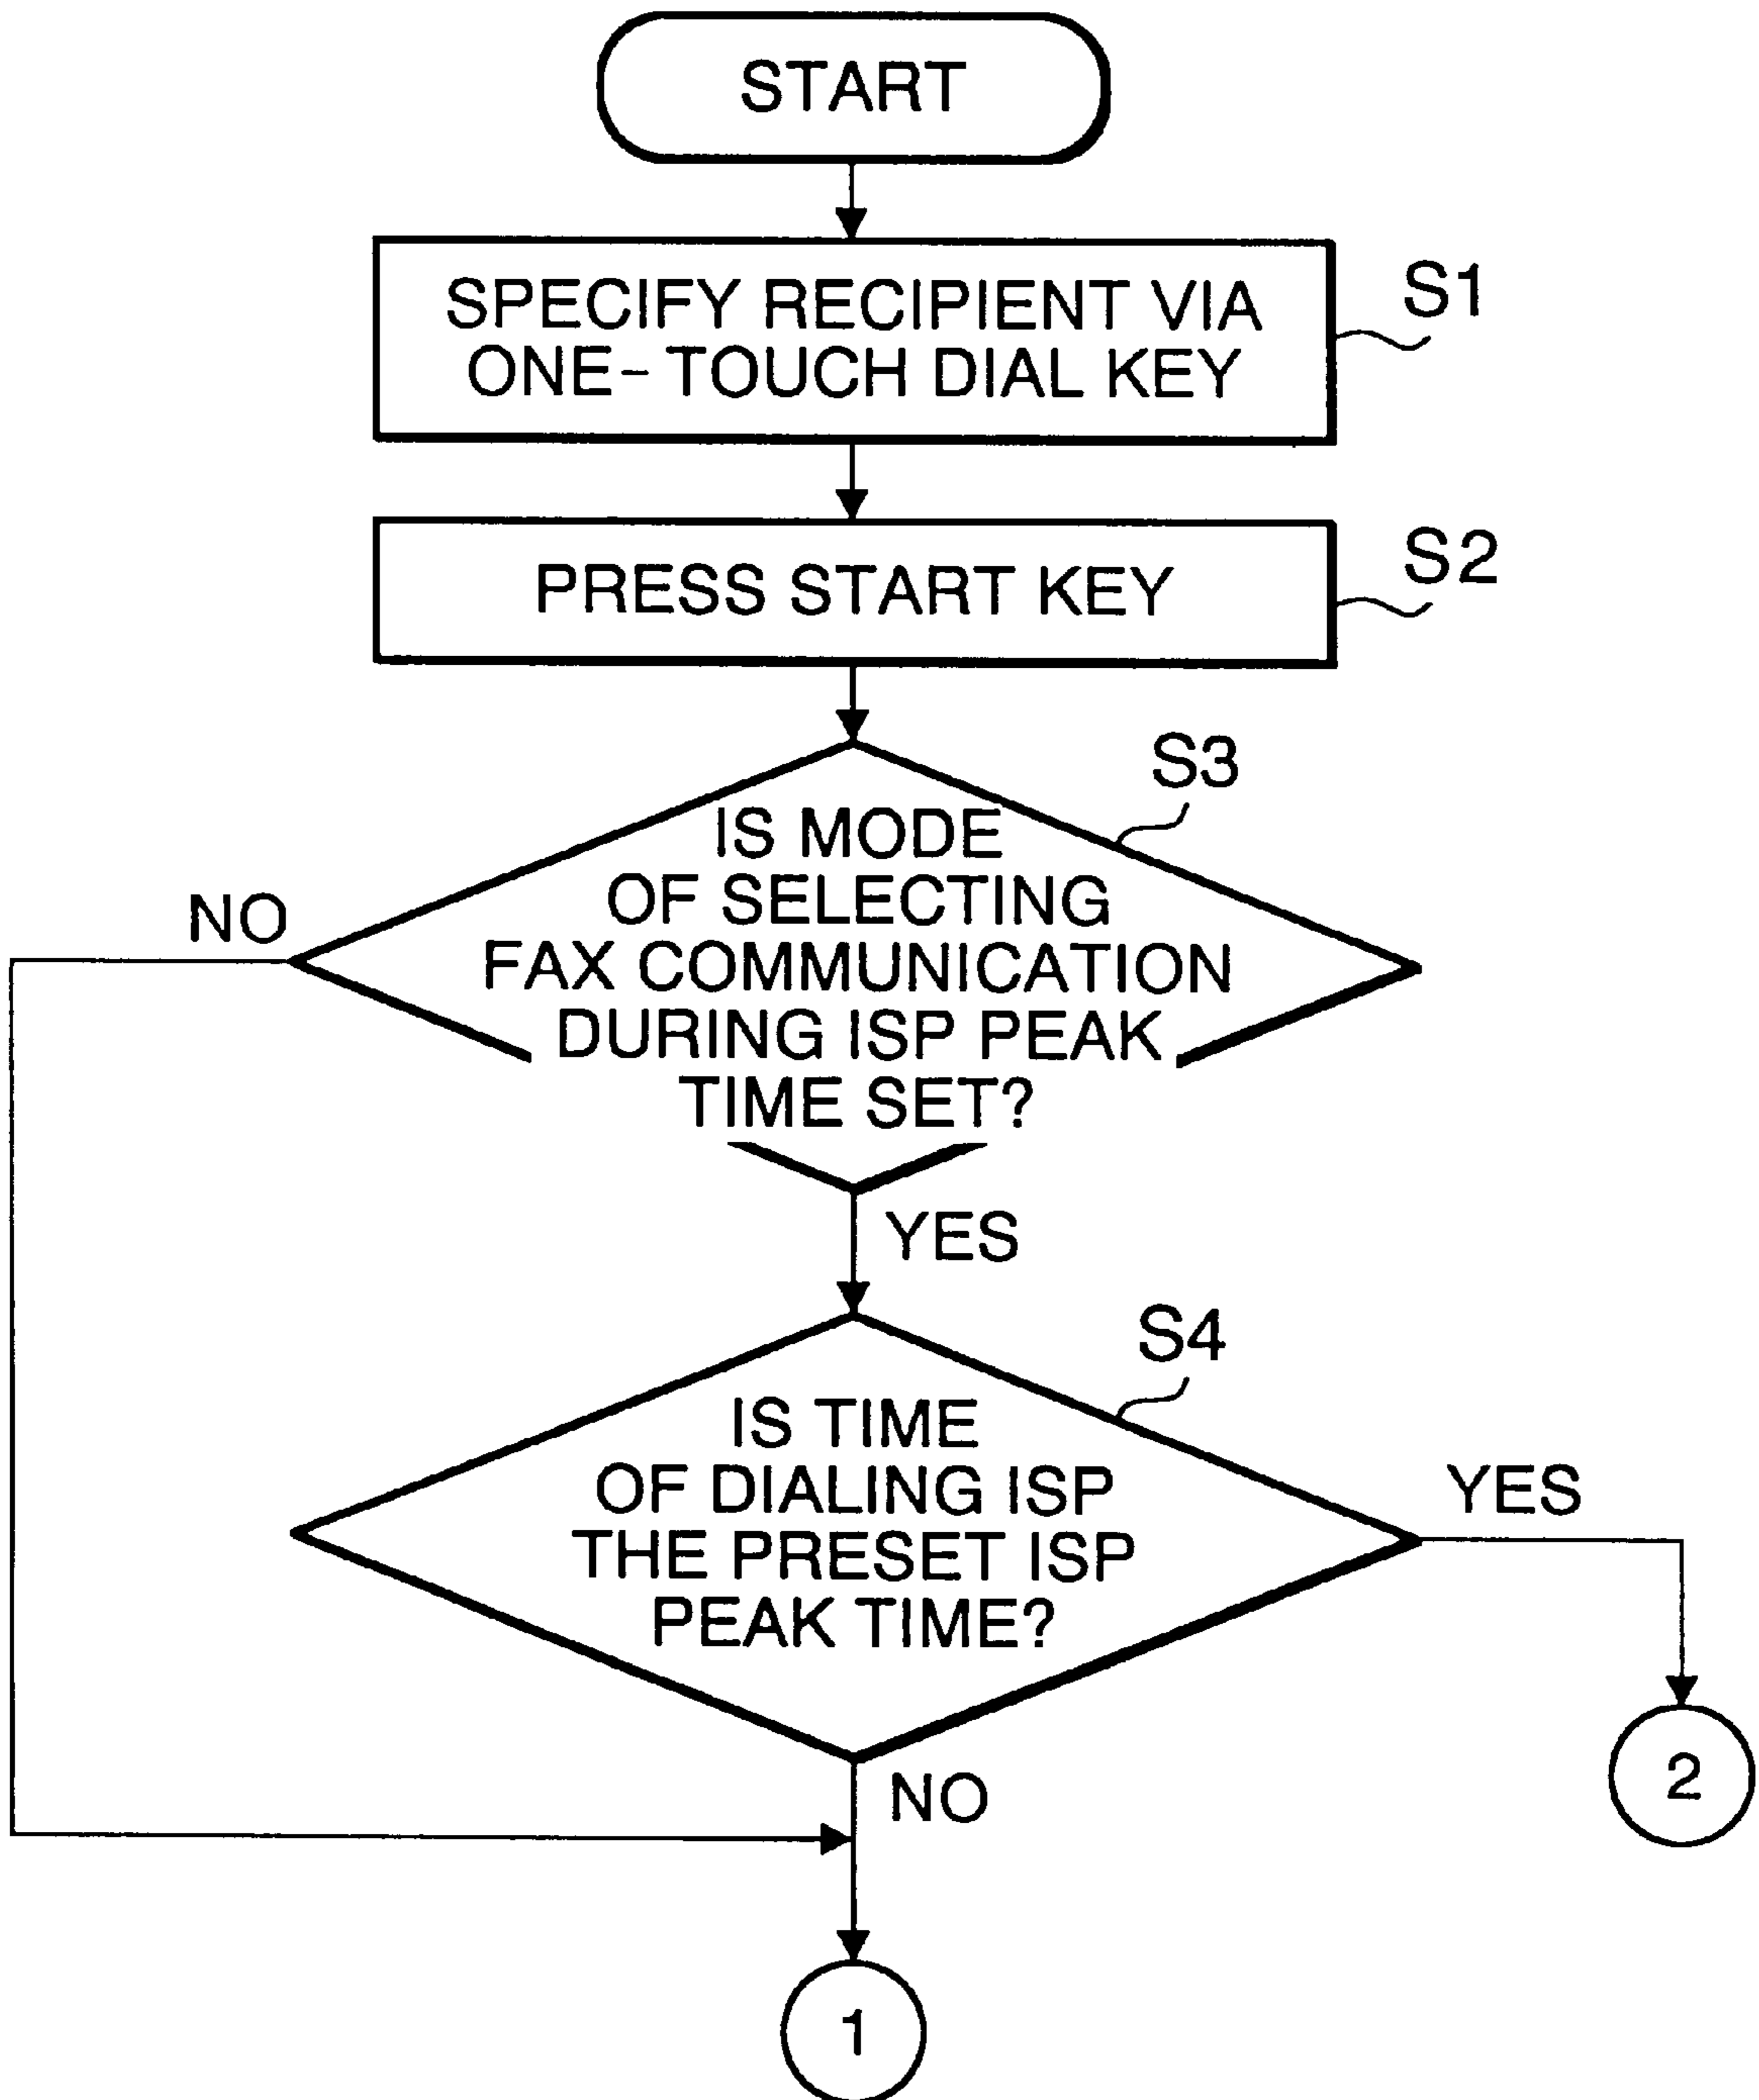 START
SPECIFY RECIPIENT VIA
ONE-TOUCH DIAL KEY
S1
PRESS START KEY
S2
S3
IS MODE
OF SELECTING
FAX COMMUNICATION
DURING ISP PEAK
TIME SET?
NO
YES
S4
IS TIME
OF DIALING ISP
THE PRESET ISP
PEAK TIME?
YES
2
NO
1